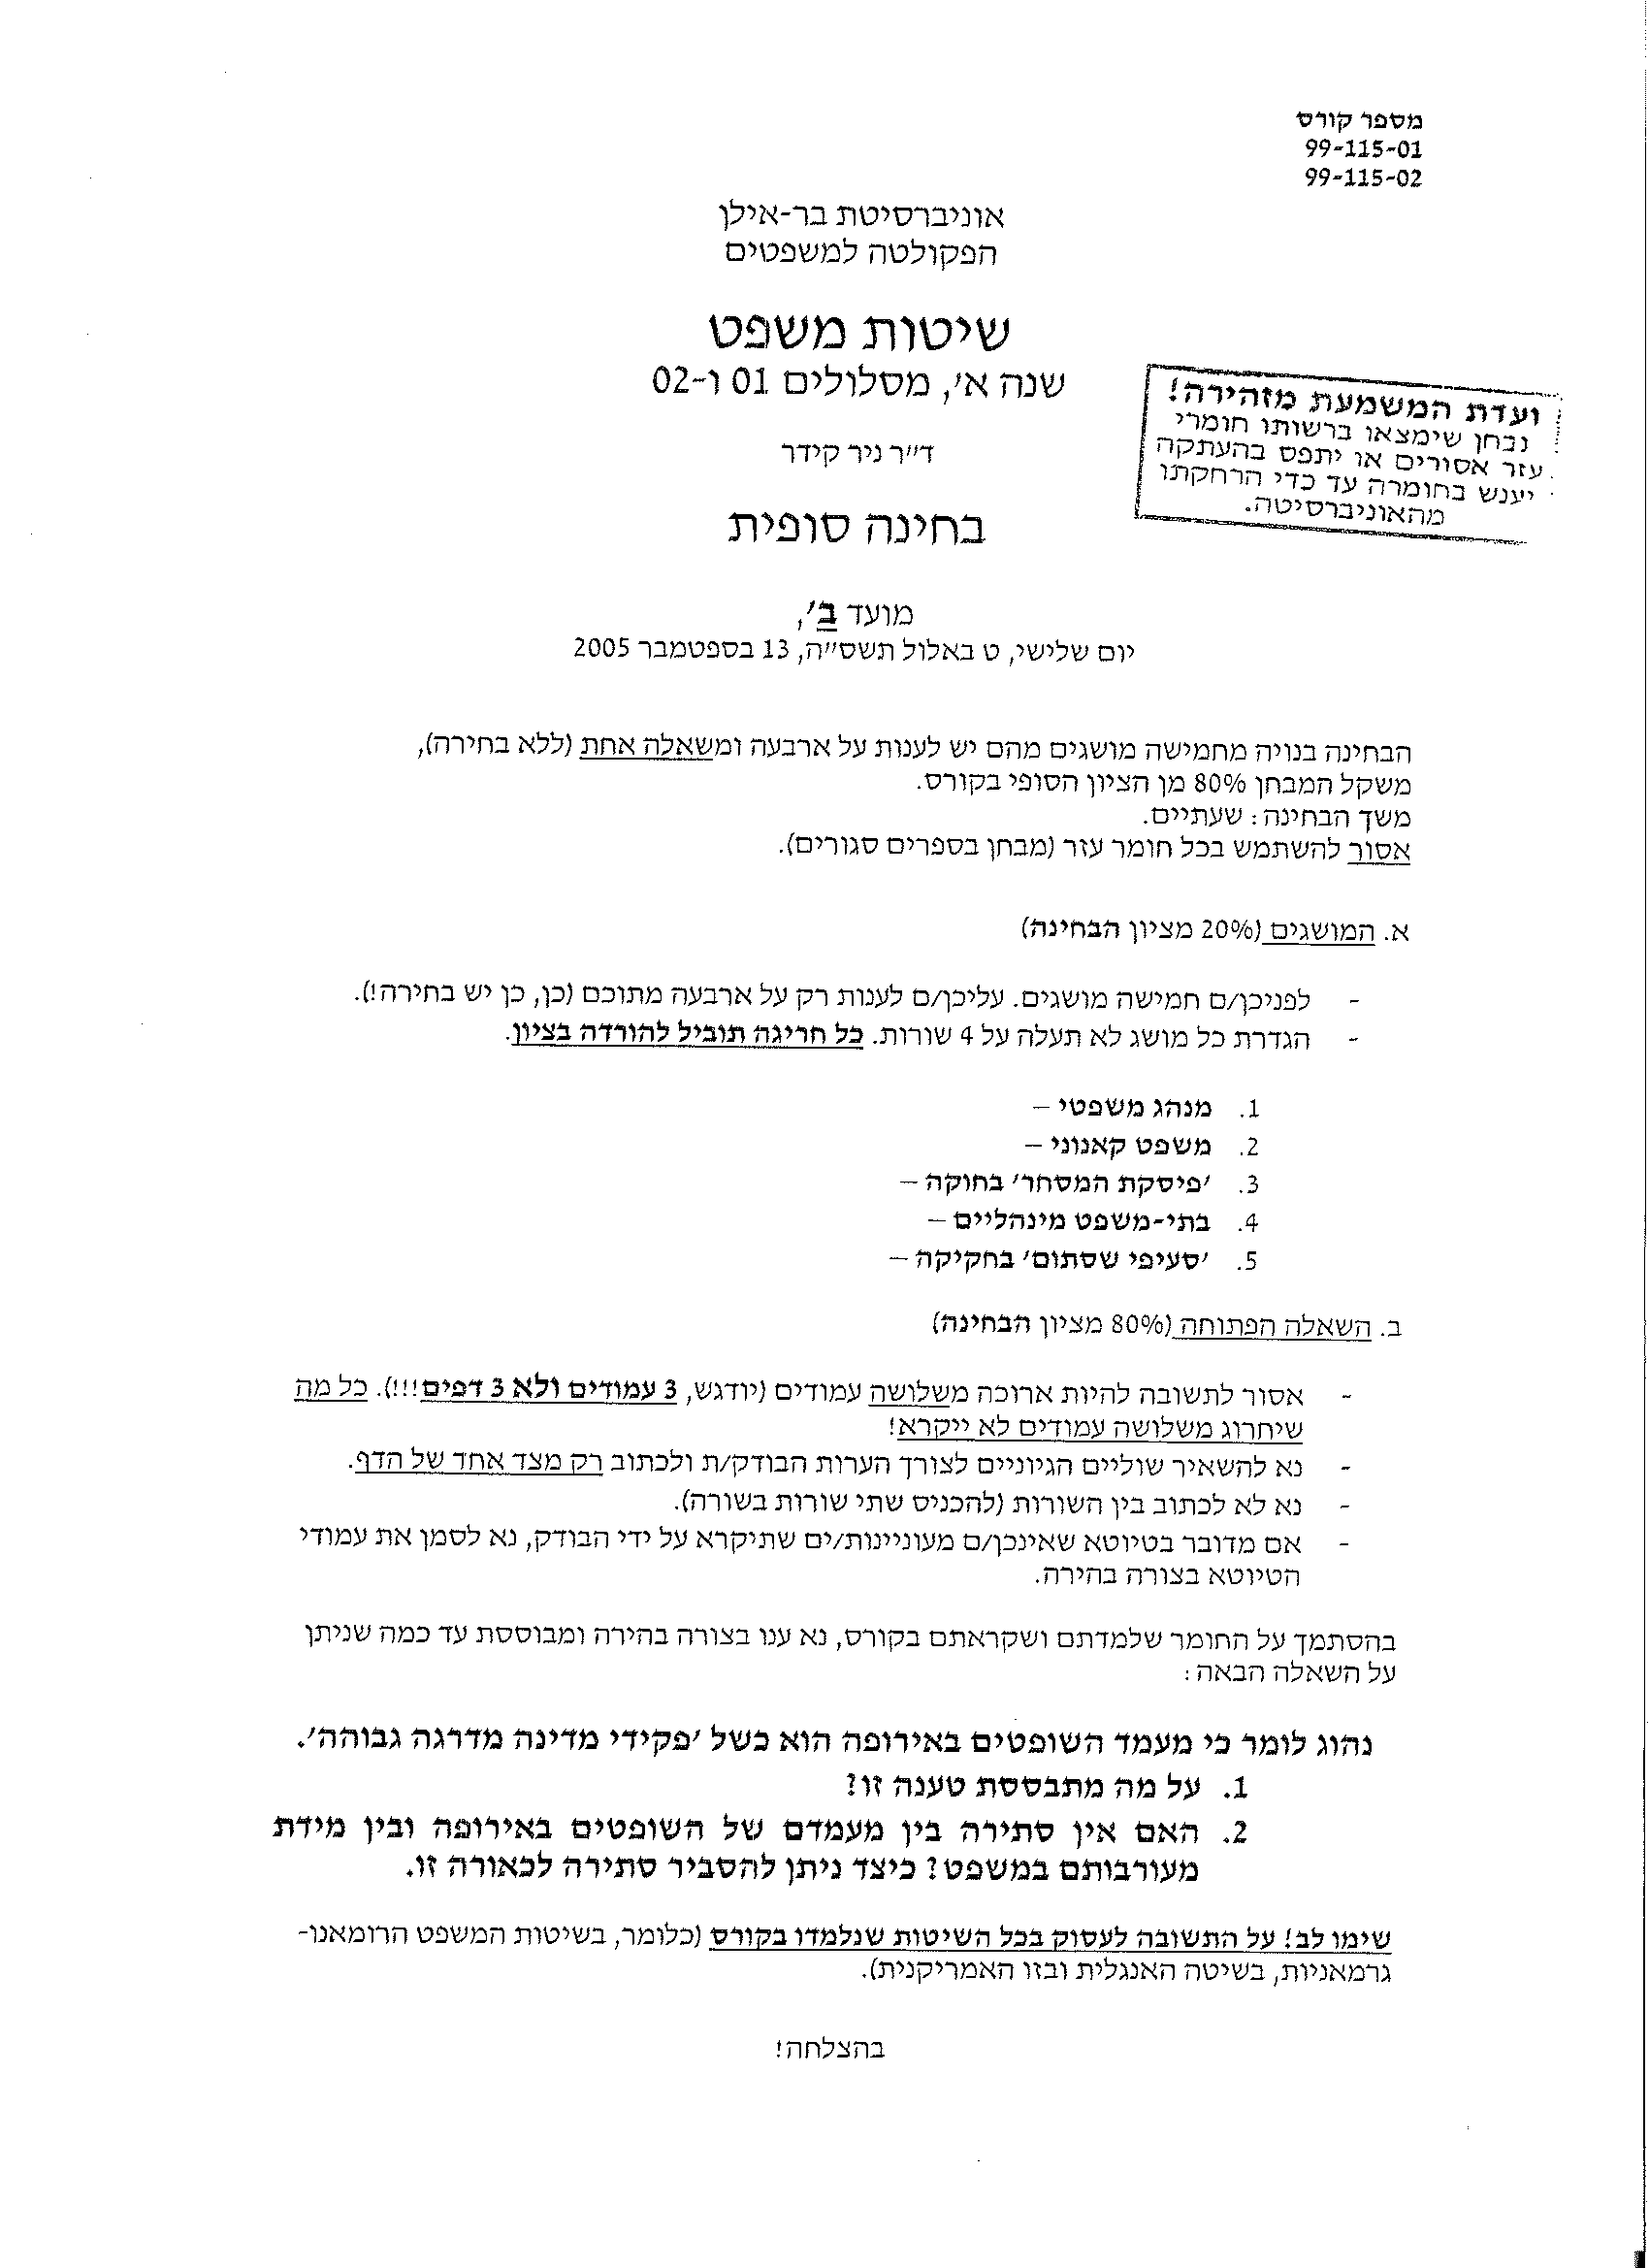 מספר קורס
99-115-01
99-115-02
אוניברסיטת בר-אילן
הפקולטה למשפטים
שיטות משפט
שנה א', מסלולים 01 ו-02
ד"ר ניר קידר
בחינה סופית
ועדת המשמעת מזהירה!
נבחן שימצאו ברשותו חומרי
עזר אסורים או יתפס בהעתקה
יענש בחומרה עד כדי הרחקתו
מהאוניברסיטה.
מועד ב',
יום שלישי, ט באלול תשס"ה, 13 בספטמבר 2005
הבחינה בנויה מחמישה מושגים מהם יש לענות על ארבעה ומשאלה אחת (ללא בחירה),
משקל המבחן 80% מן הציון הסופי בקורס.
משך הבחינה: שעתיים.
אסור להשתמש בכל חומר עזר (מבחן בספרים סגורים).
א. המושגים (20% מציון הבחינה)
- לפניכן/ם חמישה מושגים. עליכן/ם לענות רק על ארבעה מתוכם (כן, כן יש בחירה!).
- הגדרת כל מושג לא תעלה על 4 שורות. כל חריגה תוביל להורדה בציון.
1. מנהג משפטי –
2. משפט קאנוני –
3. 'פיסקת המסחר' בחוקה –
4. בתי-משפט מינהליים –
5. 'סעיפי שסתום' בחקיקה –
ב. השאלה הפתוחה (80% מציון הבחינה)
- אסור לתשובה להיות ארוכה משלושה עמודים (יודגש, 3 עמודים ולא 3 דפים!!!). כל מה
שיחרוג משלושה עמודים לא ייקרא!
- נא להשאיר שוליים הגיוניים לצורך הערות הבודק/ת ולכתוב רק מצד אחד של הדף.
- נא לא לכתוב בין השורות (להכניס שתי שורות בשורה).
- אם מדובר בטיוטא שאינכן/ם מעוניינות/ים שתיקרא על ידי הבודק, נא לסמן את עמודי
הטיוטא בצורה בהירה.
בהסתמך על החומר שלמדתם ושקראתם בקורס, נא ענו בצורה בהירה ומבוססת עד כמה שניתן
על השאלה הבאה:
נהוג לומר כי מעמד השופטים באירופה הוא כשל 'פקידי מדינה מדרגה גבוהה'.
1. על מה מתבססת טענה זו?
2. האם אין סתירה בין מעמדם של השופטים באירופה ובין מידת
מעורבותם במשפט? כיצד ניתן להסביר סתירה לכאורה זו.
שימו לב! על התשובה לעסוק בכל השיטות שנלמדו בקורס (כלומר, בשיטות המשפט הרומאנו-
גרמאניות, בשיטה האנגלית ובזו האמריקנית).
בהצלחה!